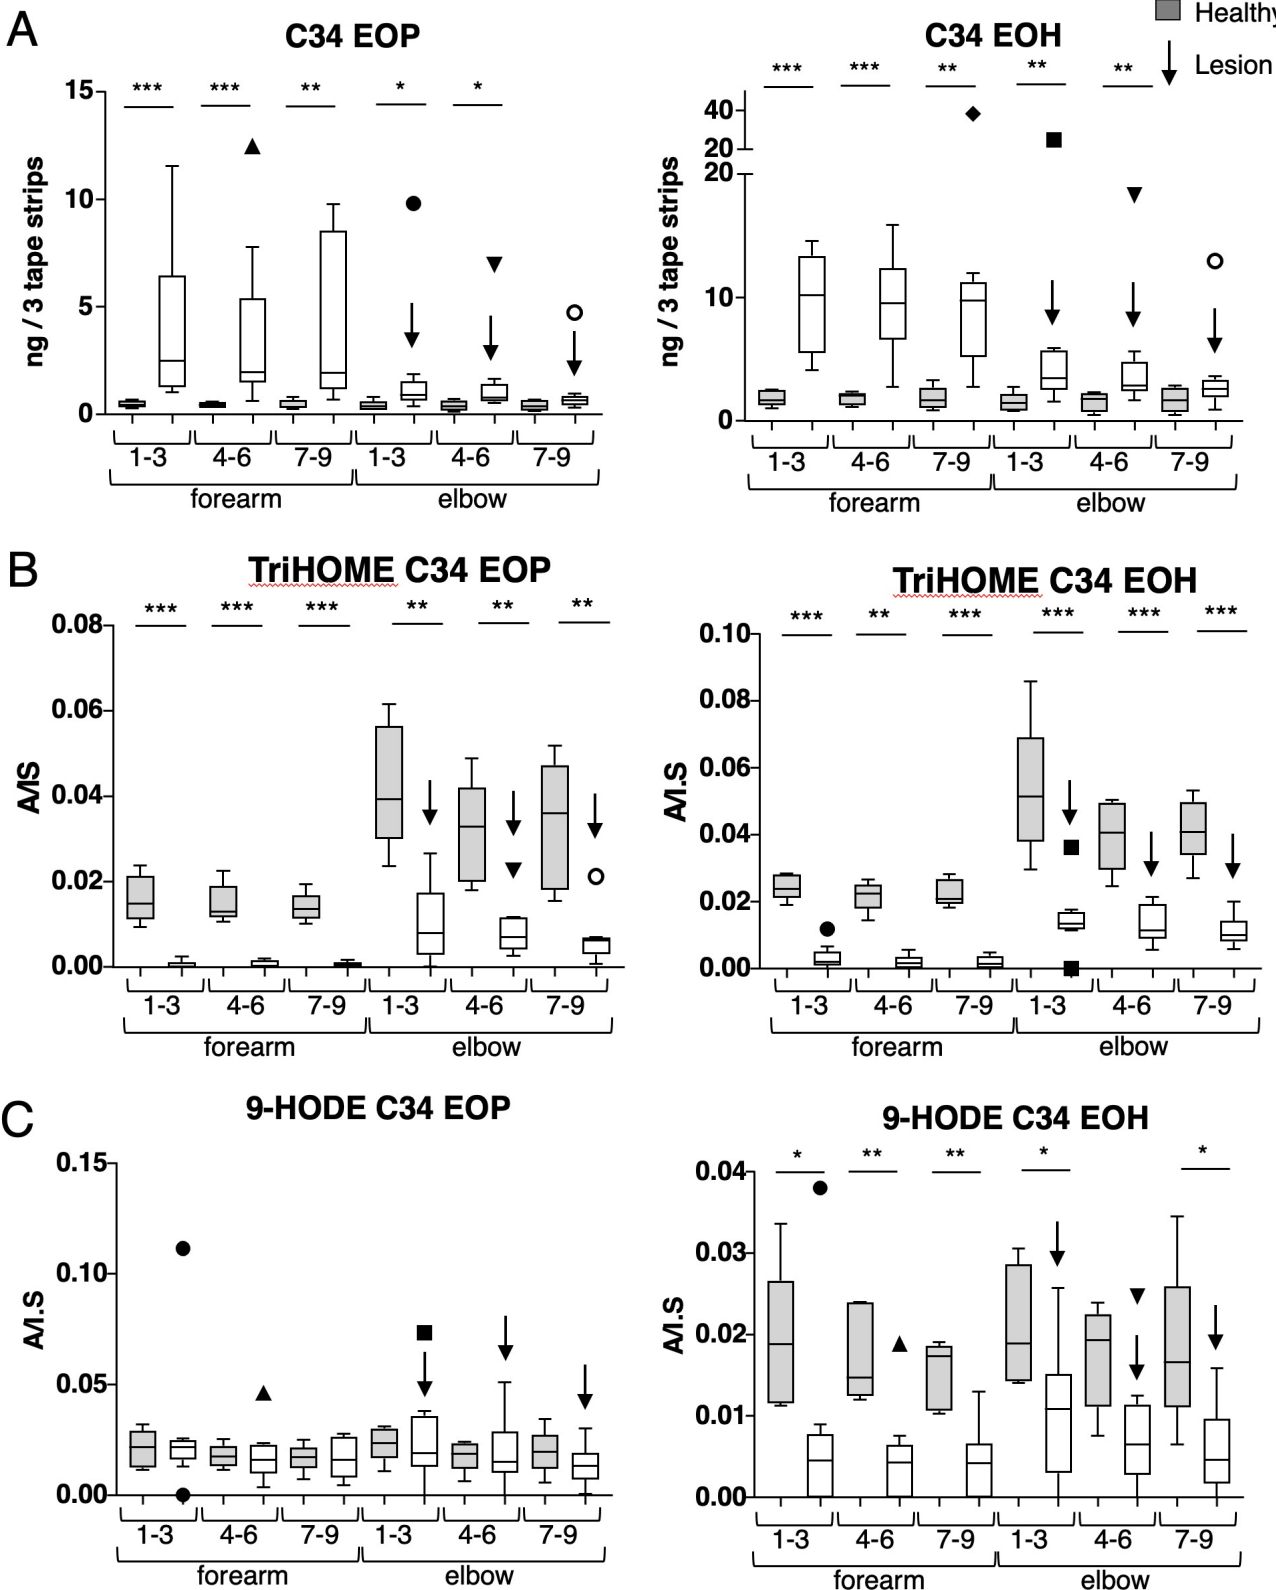 A
C34 EOP
C34 EOH
Healthy
Lesion
*** *** ** * *
*** *** ** ** **
ng / 3 tape strips
15
10
5
0
1-3 4-6 7-9 1-3 4-6 7-9
forearm elbow
ng / 3 tape strips
40
20
20
10
0
1-3 4-6 7-9 1-3 4-6 7-9
forearm elbow
B
TriHOME C34 EOP
TriHOME C34 EOH
*** *** *** ** ** **
*** ** *** *** *** ***
A/IS
0.08
0.06
0.04
0.02
0.00
1-3 4-6 7-9 1-3 4-6 7-9
forearm elbow
A/I.S
0.10
0.08
0.06
0.04
0.02
0.00
1-3 4-6 7-9 1-3 4-6 7-9
forearm elbow
C
9-HODE C34 EOP
9-HODE C34 EOH
* ** ** * *
A/I.S
0.15
0.10
0.05
0.00
1-3 4-6 7-9 1-3 4-6 7-9
forearm elbow
A/I.S
0.04
0.03
0.02
0.01
0.00
1-3 4-6 7-9 1-3 4-6 7-9
forearm elbow